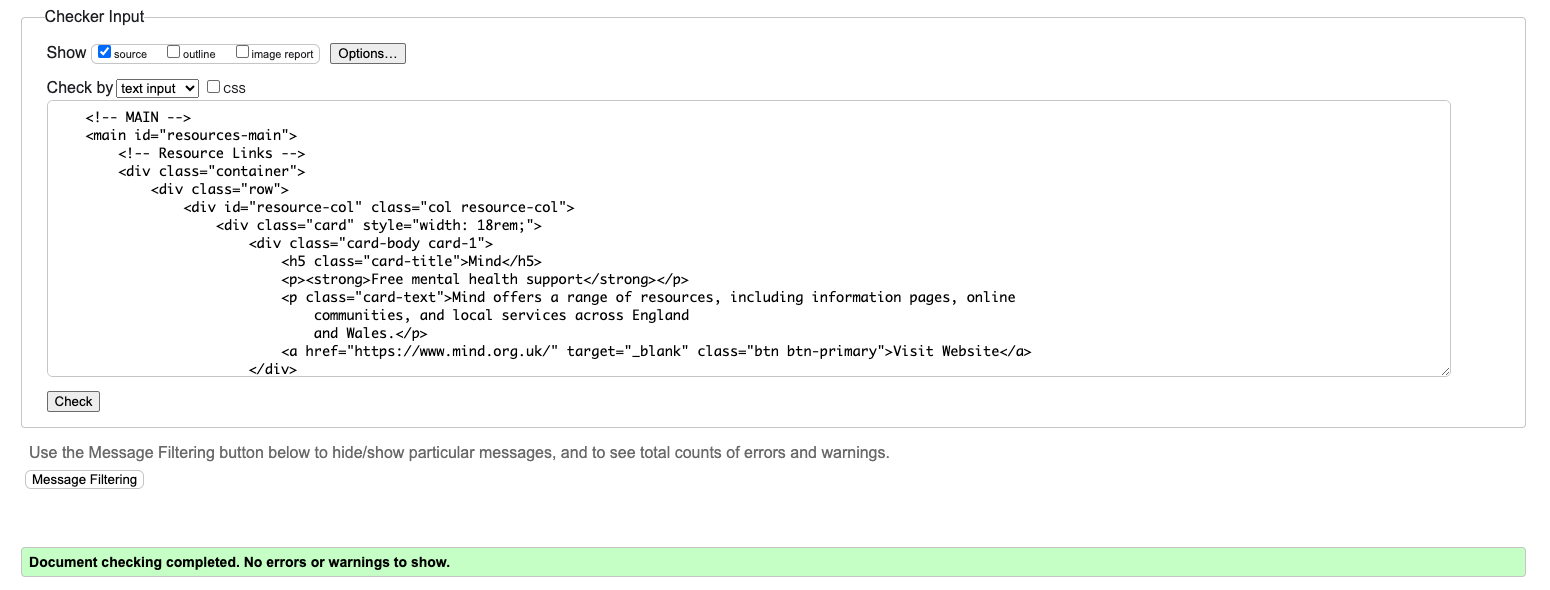 Checker Input
Show source outline image report Options...
Check by text input css
<!-- MAIN -->
<main id="resources-main">
<!-- Resource Links -->
<div class="container">
<div class="row">
<div id="resource-col" class="col resource-col">
<div class="card" style="width: 18rem;">
<div class="card-body card-1">
<h5 class="card-title">Mind</h5>
<p><strong>Free mental health support</strong></p>
<p class="card-text">Mind offers a range of resources, including information pages, online
communities, and local services across England
and Wales.</p>
<a href="https://www.mind.org.uk/" target="_blank" class="btn btn-primary">Visit Website</a>
</div>
Check
Use the Message Filtering button below to hide/show particular messages, and to see total counts of errors and warnings.
Message Filtering
Document checking completed. No errors or warnings to show.